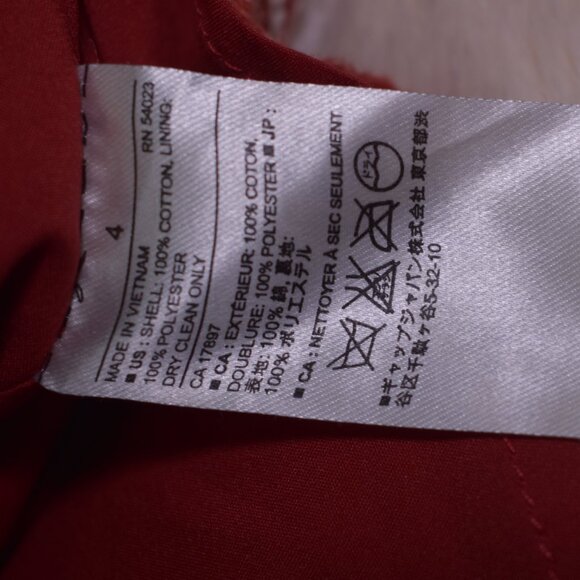 4
MADE IN VIETNAM RN 54023
■ US : SHELL: 100% COTTON, LINING:
100% POLYESTER
DRY CLEAN ONLY
CA 17897
■ CA : EXTÉRIEUR: 100% COTON,
DOUBLURE: 100% POLYESTER ■ JP :
表地: 100% 綿, 裏地:
100% ポリエステル
■ CA : NETTOYER À SEC SEULEMENT
ドライ
■ギャップジャパン株式会社 東京都渋
谷区千駄ヶ谷5-32-10